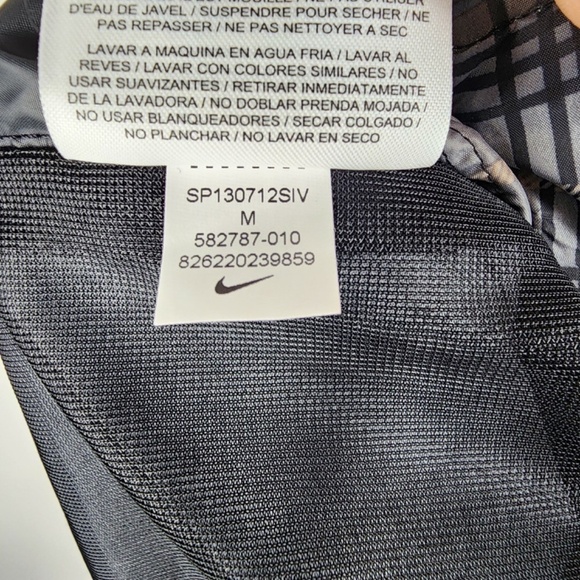 D'EAU DE JAVEL / SUSPENDRE POUR SECHER / NE
PAS REPASSER / NE PAS NETTOYER A SEC
LAVAR A MAQUINA EN AGUA FRIA / LAVAR AL
REVES / LAVAR CON COLORES SIMILARES / NO
USAR SUAVIZANTES / RETIRAR INMEDIATAMENTE
DE LA LAVADORA / NO DOBLAR PRENDA MOJADA /
NO USAR BLANQUEADORES / SECAR COLGADO /
NO PLANCHAR / NO LAVAR EN SECO
SP130712SIV
M
582787-010
826220239859